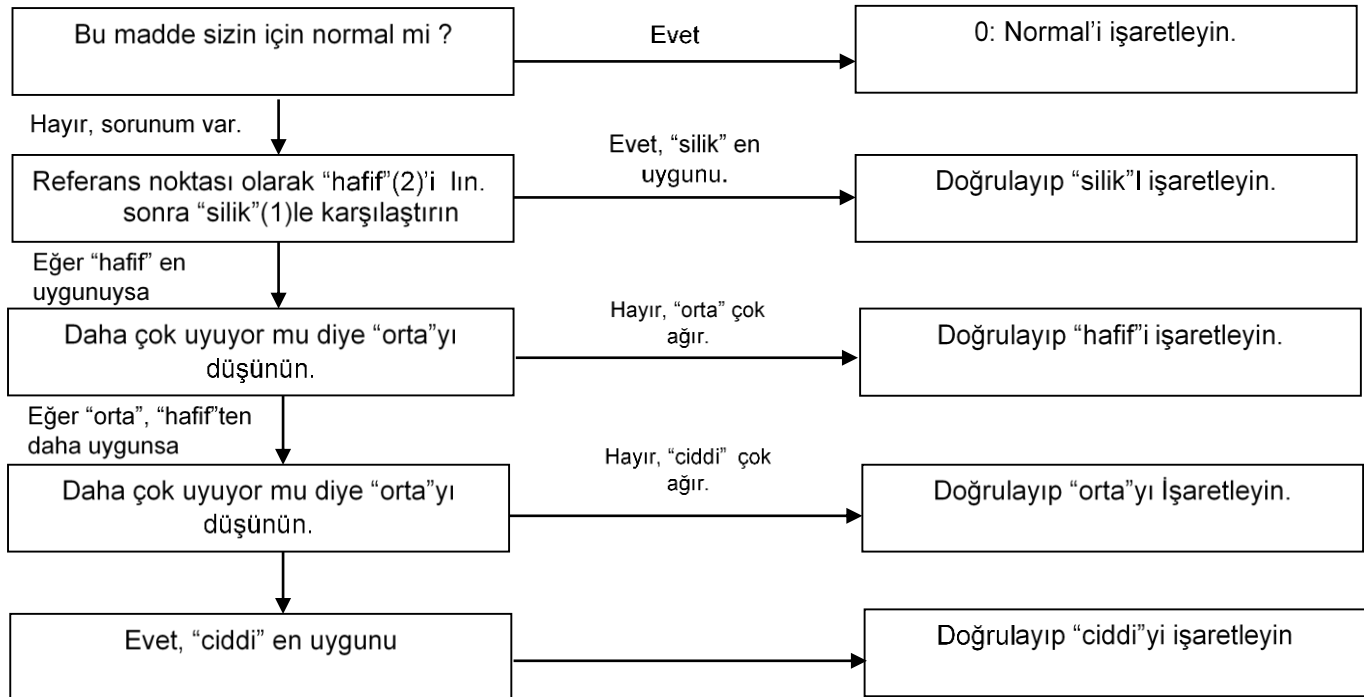 Bu madde sizin için normal mi ?
Evet
0: Normal’i işaretleyin.
Hayır, sorunum var.
Referans noktası olarak “hafif”(2)’i lın.
sonra “silik”(1)le karşılaştırın
Evet, “silik” en
uygunu.
Doğrulayıp “silik”I işaretleyin.
Eğer “hafif” en
uygunuysa
Daha çok uyuyor mu diye “orta”yı
düşünün.
Hayır, “orta” çok
ağır.
Doğrulayıp “hafif”i işaretleyin.
Eğer “orta”, “hafif”ten
daha uygunsa
Daha çok uyuyor mu diye “orta”yı
düşünün.
Hayır, “ciddi” çok
ağır.
Doğrulayıp “orta”yı İşaretleyin.
Evet, “ciddi” en uygunu
Doğrulayıp “ciddi”yi işaretleyin